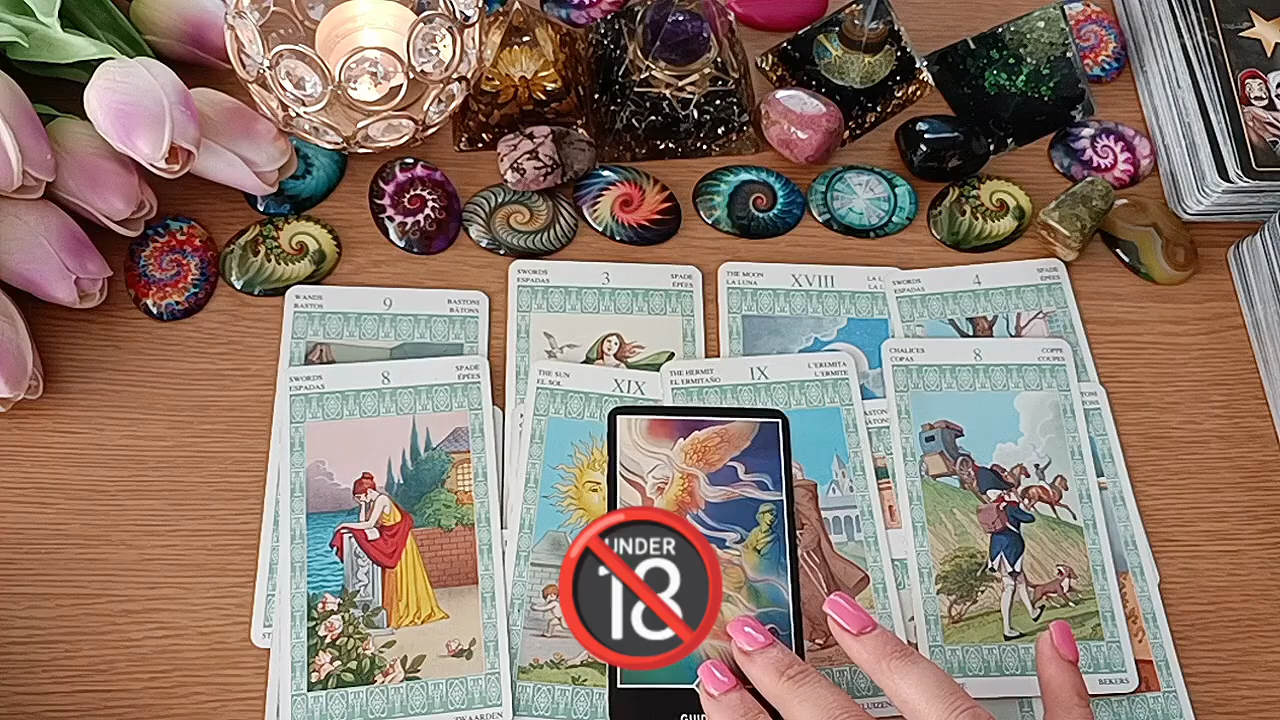 WANDS
BASTOS
9
BASTONI
BÂTONS
SWORDS
ESPADAS
3
SPADE
ÉPÉES
THE MOON
LA LUNA
XVIII
LA L
LA L
SWORDS
ESPADAS
4
SPADE
ÉPÉES
SWORDS
ESPADAS
8
SPADE
ÉPÉES
THE SUN
EL SOL
XIX
THE HERMIT
EL ERMITAÑO
IX
L'EREMITA
L'ERMITE
CHALICES
COPAS
8
COPPE
COUPES
UNDER
18
BEKERS